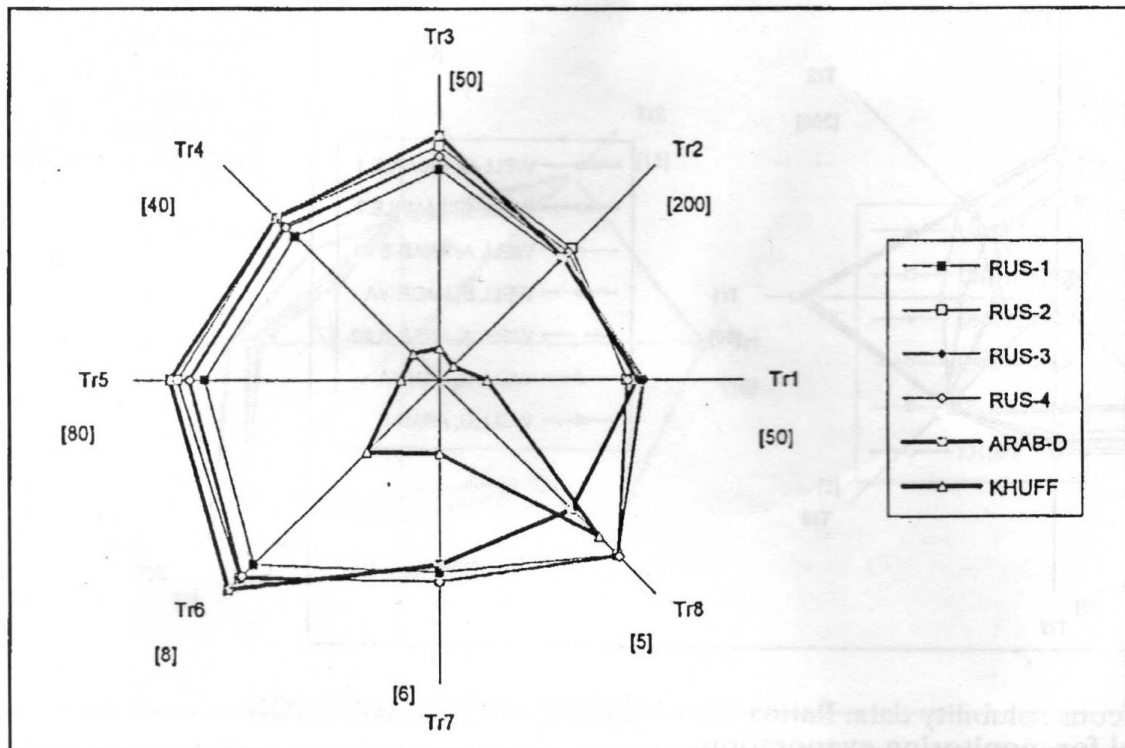 Tr3
[50]
Tr4
[40]
Tr2
[200]
Tr5
[80]
Tr1
[50]
Tr6
[8]
Tr7
[6]
Tr8
[5]
RUS-1
RUS-2
RUS-3
RUS-4
ARAB-D
KHUFF